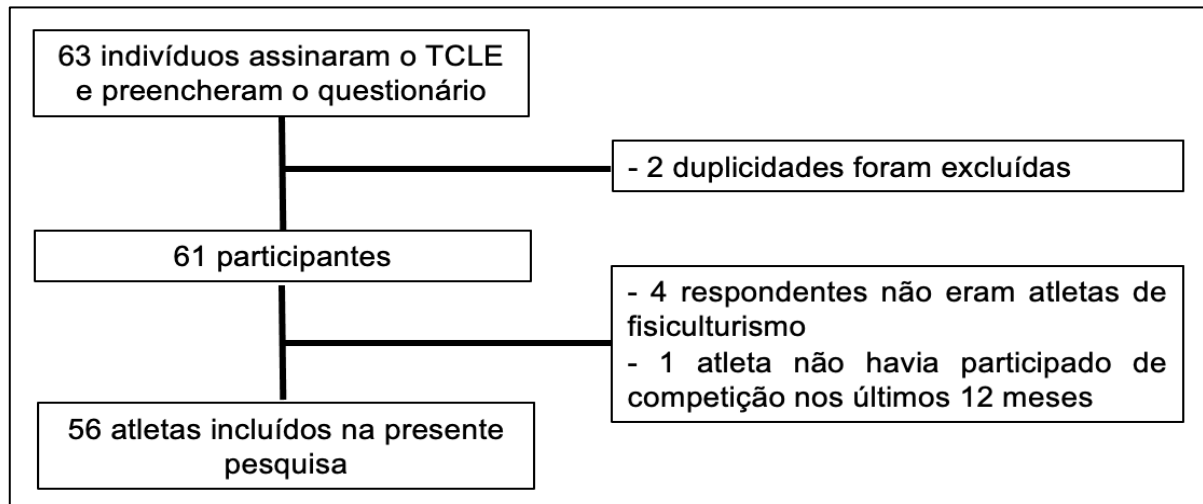 63 indivíduos assinaram o TCLE
e preencheram o questionário
- 2 duplicidades foram excluídas
61 participantes
- 4 respondentes não eram atletas de
fisiculturismo
- 1 atleta não havia participado de
competição nos últimos 12 meses
56 atletas incluídos na presente
pesquisa